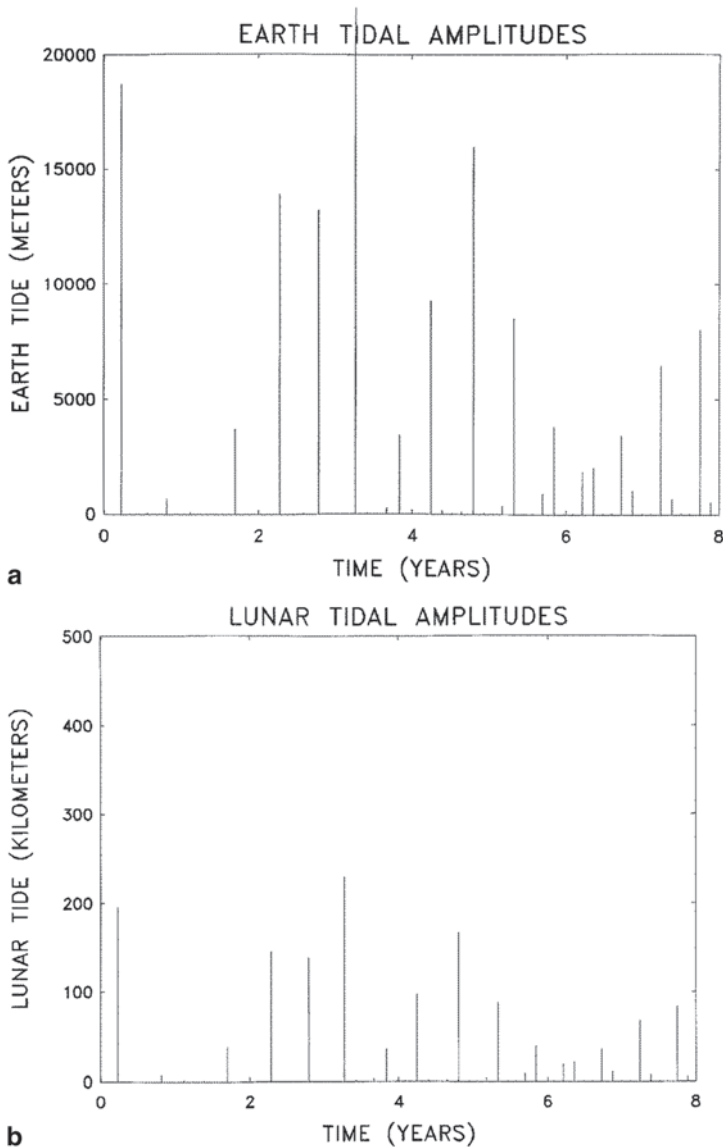 EARTH TIDAL AMPLITUDES
20000
15000
10000
5000
0
EARTH TIDE (METERS)
0 2 4 6 8
TIME (YEARS)
a
LUNAR TIDAL AMPLITUDES
500
400
300
200
100
0
LUNAR TIDE (KILOMETERS)
0 2 4 6 8
TIME (YEARS)
b